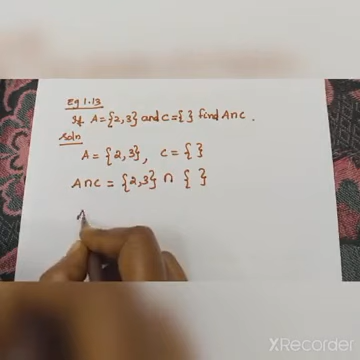 Eg 1.13
If A = {2,3} and C = { } find A∩C.
Soln
A = {2,3}, C = { }
A∩C = {2,3} ∩ { }
A
XRecorder